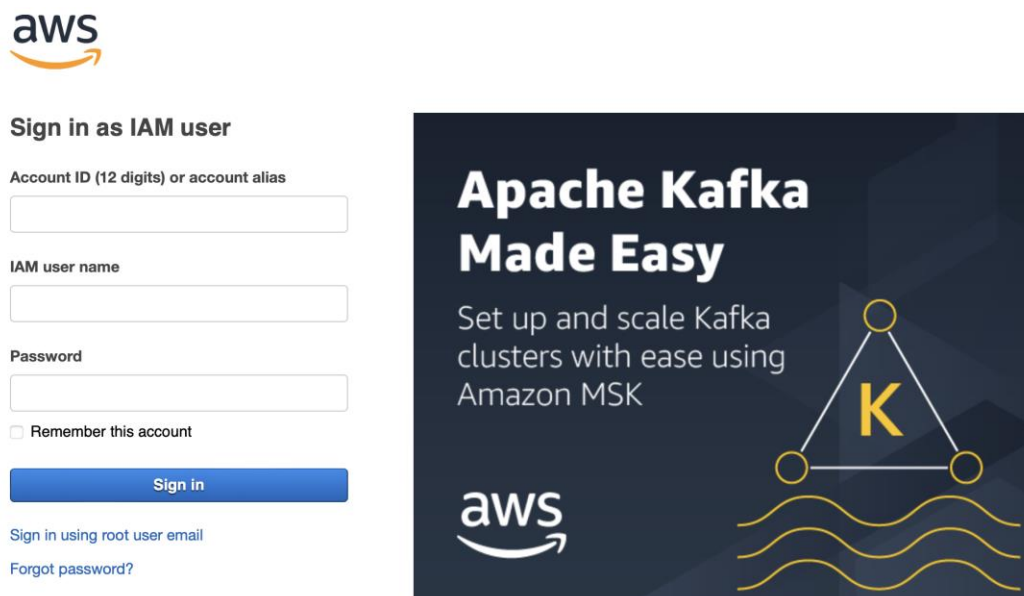 aws
Sign in as IAM user
Account ID (12 digits) or account alias
IAM user name
Password
Remember this account
Sign in
Sign in using root user email
Forgot password?
Apache Kafka
Made Easy
Set up and scale Kafka
clusters with ease using
Amazon MSK
K
aws